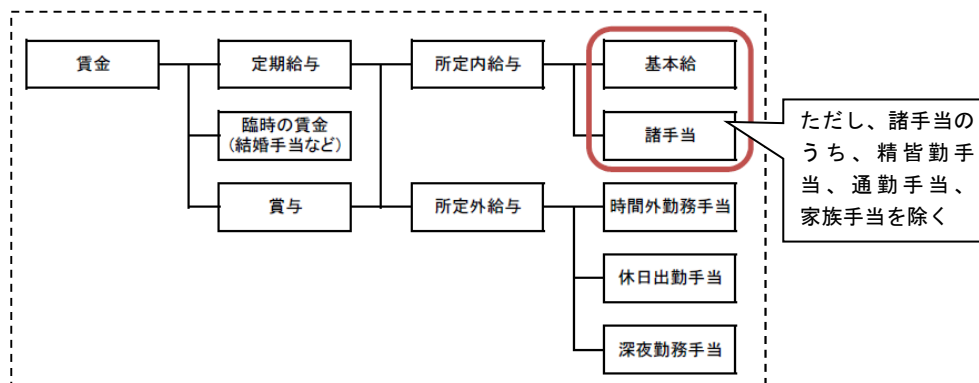 賃金
定期給与
所定内給与
基本給
臨時の賃金
(結婚手当など)
諸手当
賞与
所定外給与
時間外勤務手当
休日出勤手当
深夜勤務手当
ただし、諸手当の
うち、精皆勤手
当、通勤手当、
家族手当を除く